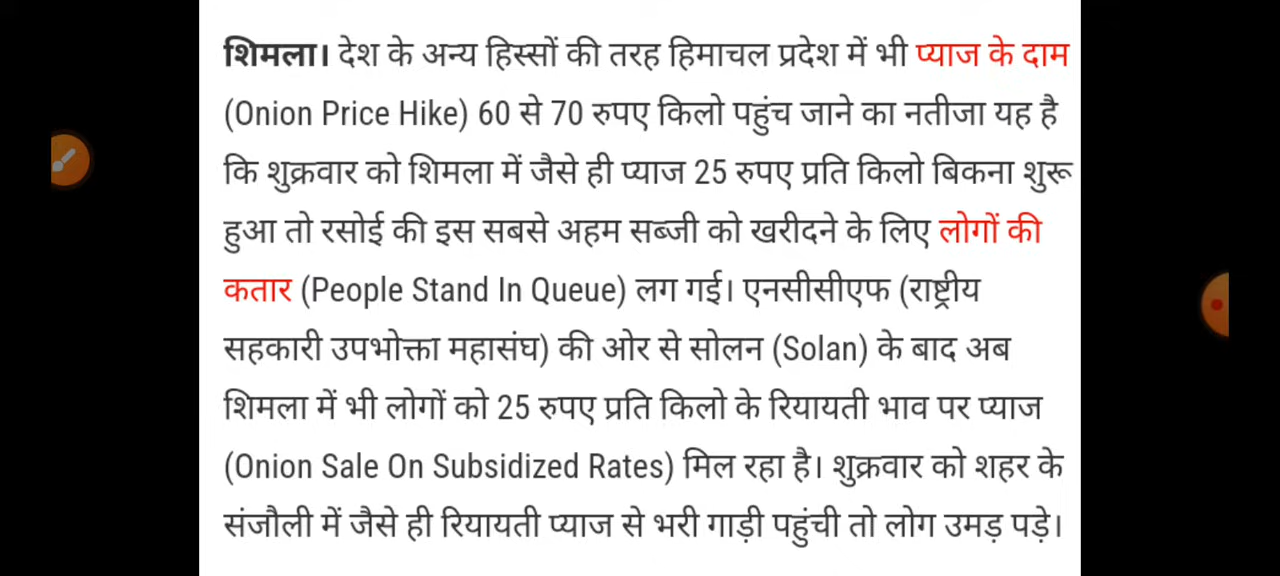 शिमला। देश के अन्य हिस्सों की तरह हिमाचल प्रदेश में भी प्याज के दाम
(Onion Price Hike) 60 से 70 रुपए किलो पहुंच जाने का नतीजा यह है
कि शुक्रवार को शिमला में जैसे ही प्याज 25 रुपए प्रति किलो बिकना शुरू
हुआ तो रसोई की इस सबसे अहम सब्जी को खरीदने के लिए लोगों की
कतार (People Stand In Queue) लग गई। एनसीसीएफ (राष्ट्रीय
सहकारी उपभोक्ता महासंघ) की ओर से सोलन (Solan) के बाद अब
शिमला में भी लोगों को 25 रुपए प्रति किलो के रियायती भाव पर प्याज
(Onion Sale On Subsidized Rates) मिल रहा है। शुक्रवार को शहर के
संजौली में जैसे ही रियायती प्याज से भरी गाड़ी पहुंची तो लोग उमड़ पड़े।